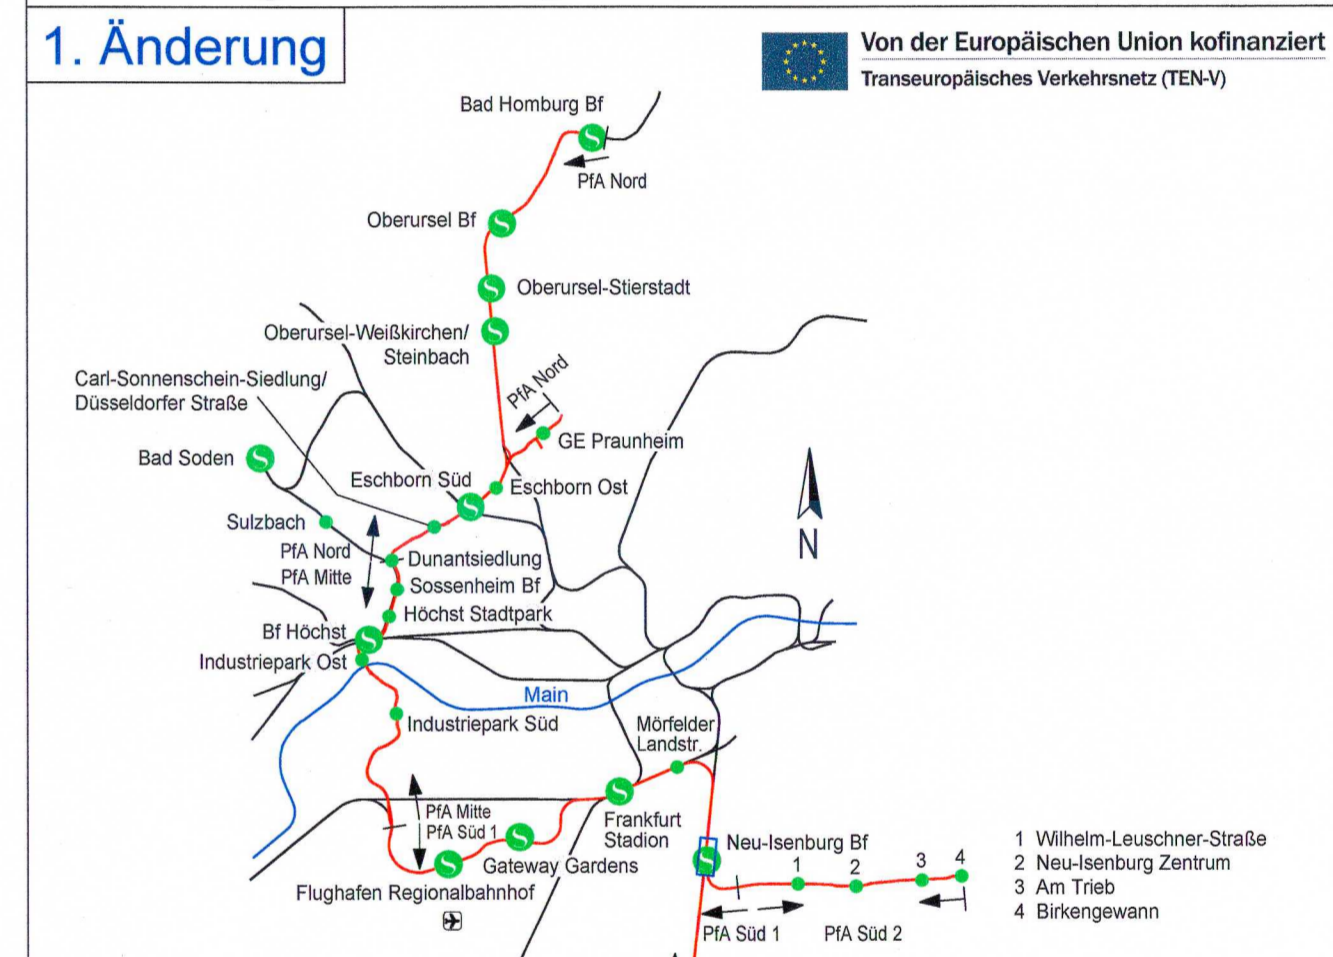 1. Änderung
Von der Europäischen Union kofinanziert
Transeuropäisches Verkehrsnetz (TEN-V)
Bad Homburg Bf
PfA Nord
Oberursel Bf
Oberursel-Stierstadt
Oberursel-Weißkirchen/
Steinbach
PfA Nord
Carl-Sonnenschein-Siedlung/
Düsseldorfer Straße
GE Praunheim
Bad Soden
Eschborn Süd
Eschborn Ost
Sulzbach
PfA Nord
PfA Mitte
Dunantsiedlung
Sossenheim Bf
Höchst Stadtpark
N
Bf Höchst
Industriepark Ost
Main
Industriepark Süd
Mörfelder
Landstr.
PfA Mitte
PfA Süd 1
Frankfurt
Stadion
Gateway Gardens
Flughafen Regionalbahnhof
Neu-Isenburg Bf
1
2
3
4
PfA Süd 1
PfA Süd 2
1 Wilhelm-Leuschner-Straße
2 Neu-Isenburg Zentrum
3 Am Trieb
4 Birkengewann